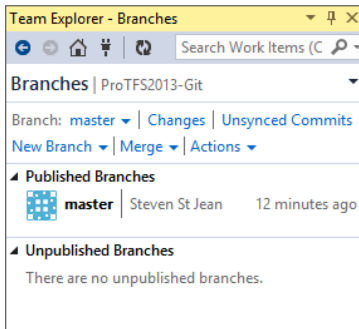 Team Explorer - Branches
Search Work Items (C
Branches | ProTFS2013-Git
Branch: master | Changes | Unsynced Commits
New Branch | Merge | Actions
Published Branches
master | Steven St Jean 12 minutes ago
Unpublished Branches
There are no unpublished branches.